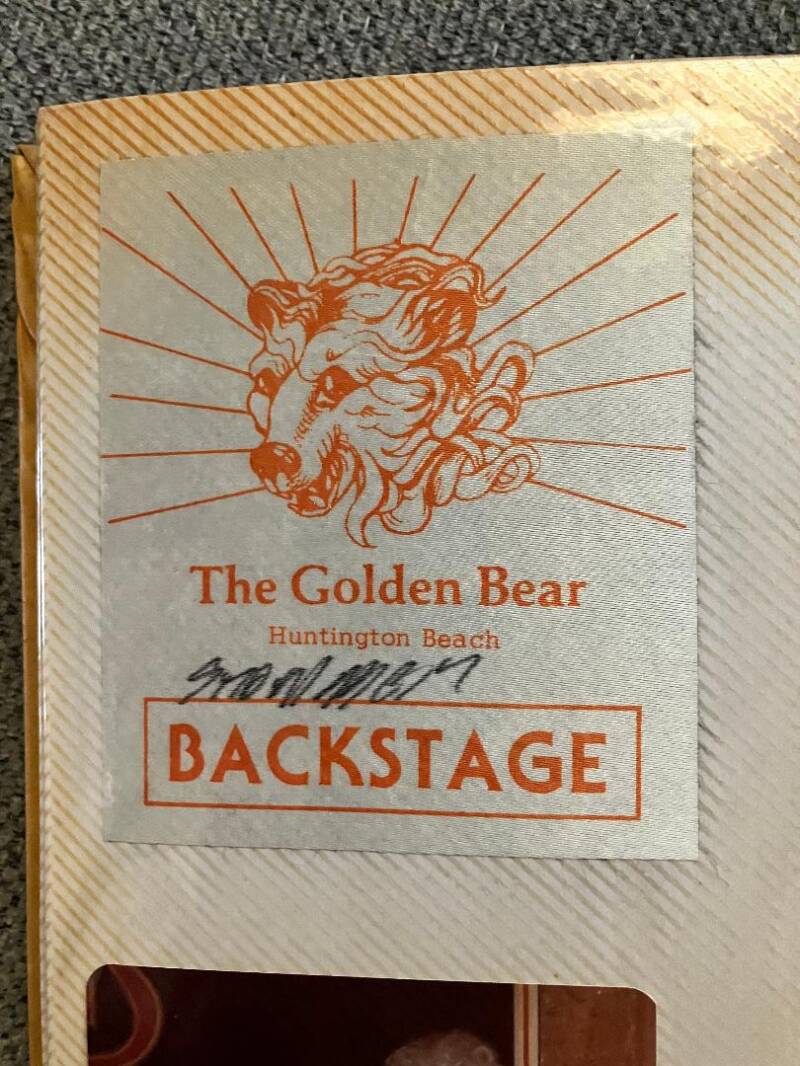 The Golden Bear
Huntington Beach
BACKSTAGE